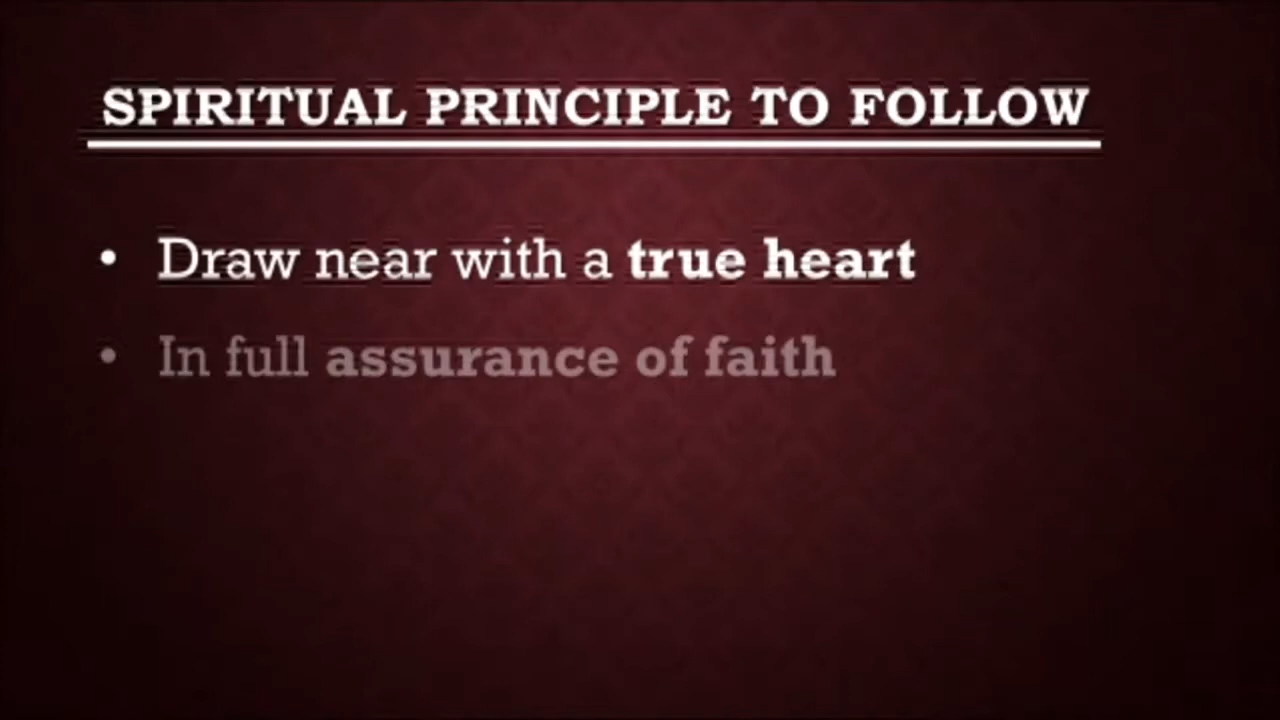 SPIRITUAL PRINCIPLE TO FOLLOW
• Draw near with a true heart
• In full assurance of faith